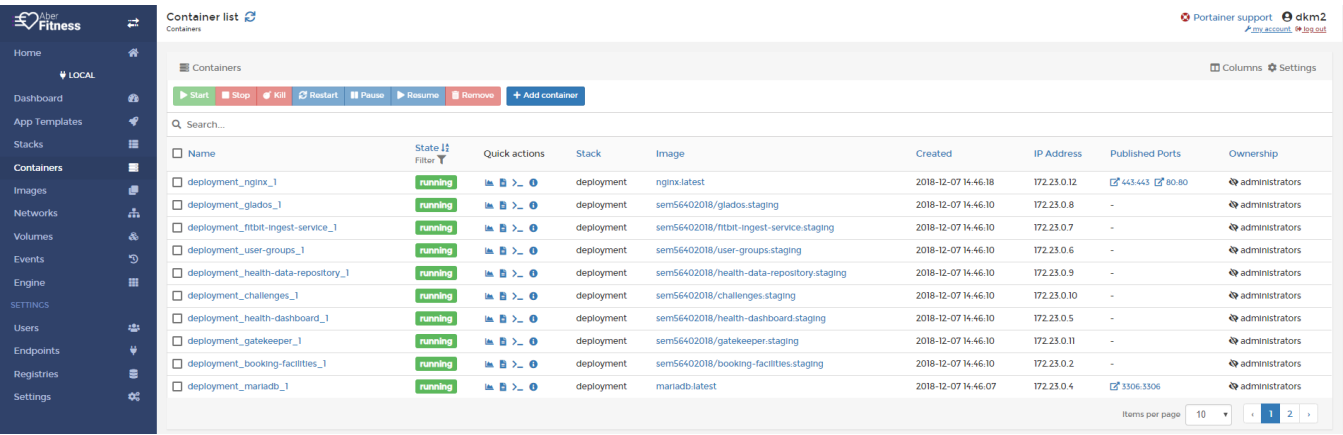 Aber
Fitness
Home
LOCAL
Dashboard
App Templates
Stacks
Containers
Images
Networks
Volumes
Events
Engine
SETTINGS
Users
Endpoints
Registries
Settings
Container list
Containers
Portainer support dkm2
my account log out
Containers
Columns Settings
Start Stop Kill Restart Pause Resume Remove + Add container
Search...
Name State Filter Quick actions Stack Image Created IP Address Published Ports Ownership
deployment_nginx_1 running deployment nginx:latest 2018-12-07 14:46:18 172.23.0.12 443:443 80:80 administrators
deployment_glados_1 running deployment sem56402018/glados:staging 2018-12-07 14:46:10 172.23.0.8 - administrators
deployment_fitbit-ingest-service_1 running deployment sem56402018/fitbit-ingest-service:staging 2018-12-07 14:46:10 172.23.0.7 - administrators
deployment_user-groups_1 running deployment sem56402018/user-groups:staging 2018-12-07 14:46:10 172.23.0.6 - administrators
deployment_health-data-repository_1 running deployment sem56402018/health-data-repository:staging 2018-12-07 14:46:10 172.23.0.9 - administrators
deployment_challenges_1 running deployment sem56402018/challenges:staging 2018-12-07 14:46:10 172.23.0.10 - administrators
deployment_health-dashboard_1 running deployment sem56402018/health-dashboard:staging 2018-12-07 14:46:10 172.23.0.5 - administrators
deployment_gatekeeper_1 running deployment sem56402018/gatekeeper:staging 2018-12-07 14:46:10 172.23.0.11 - administrators
deployment_booking-facilities_1 running deployment sem56402018/booking-facilities:staging 2018-12-07 14:46:10 172.23.0.2 - administrators
deployment_mariadb_1 running deployment mariadb:latest 2018-12-07 14:46:07 172.23.0.4 3306:3306 administrators
Items per page 10 ‹ 1 2 ›